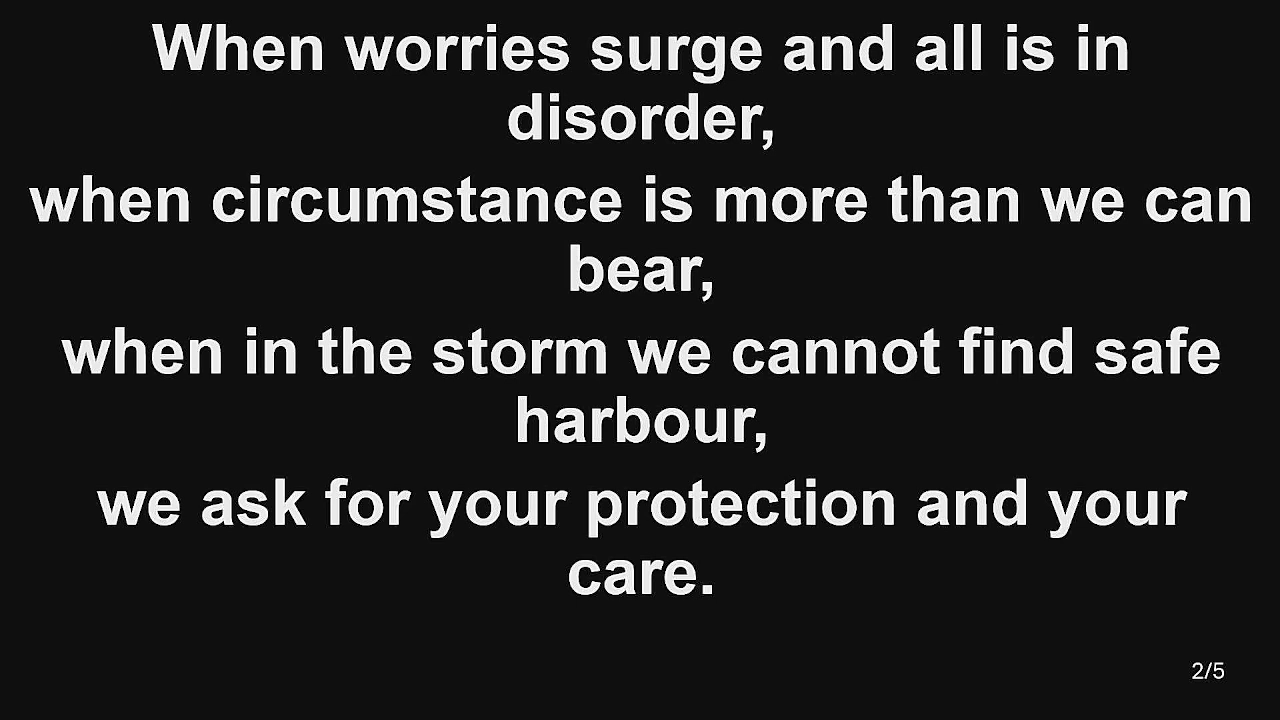 When worries surge and all is in
disorder,
when circumstance is more than we can
bear,
when in the storm we cannot find safe
harbour,
we ask for your protection and your
care.
2/5